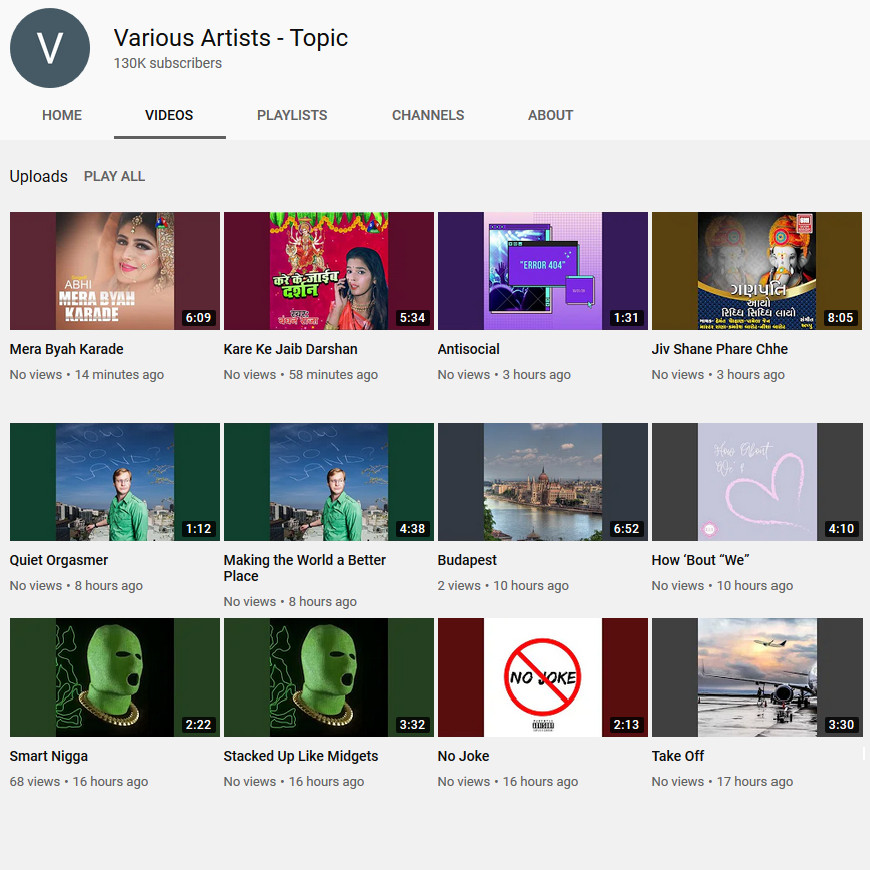 V
Various Artists - Topic
130K subscribers
HOME VIDEOS PLAYLISTS CHANNELS ABOUT
Uploads PLAY ALL
ABHI
MERA BYAH
KARADE
6:09
करे के जाईब
दर्शन
5:34
"ERROR 404"
1:31
ગણપતિ
આયો
રિધ્ધિ સિધ્ધિ લાયો
8:05
Mera Byah Karade
No views • 14 minutes ago
Kare Ke Jaib Darshan
No views • 58 minutes ago
Antisocial
No views • 3 hours ago
Jiv Shane Phare Chhe
No views • 3 hours ago
HOW
DO I
LAND?
1:12
HOW
DO I
LAND?
4:38
6:52
How 'Bout
"We"
4:10
Quiet Orgasmer
No views • 8 hours ago
Making the World a Better
Place
No views • 8 hours ago
Budapest
2 views • 10 hours ago
How ‘Bout “We”
No views • 10 hours ago
2:22
3:32
NO JOKE
2:13
3:30
Smart Nigga
68 views • 16 hours ago
Stacked Up Like Midgets
No views • 16 hours ago
No Joke
No views • 16 hours ago
Take Off
No views • 17 hours ago